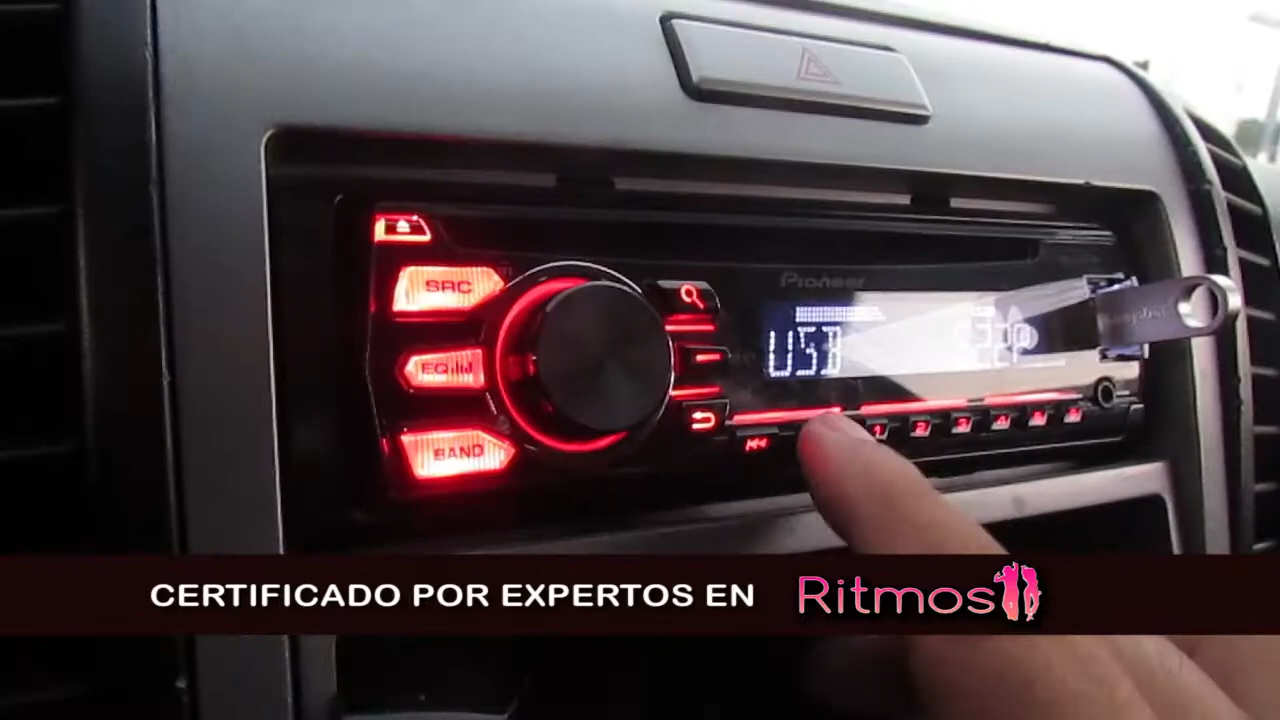 Pioneer
SRC
USB
EQ
BAND
1 2 3 4 5 6
CERTIFICADO POR EXPERTOS EN Ritmos